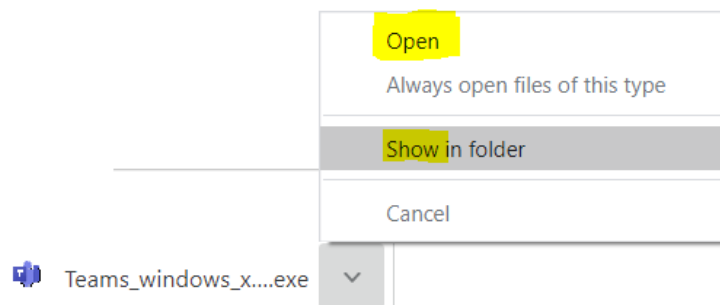 Open
Always open files of this type
Show in folder
Cancel
Teams_windows_x....exe